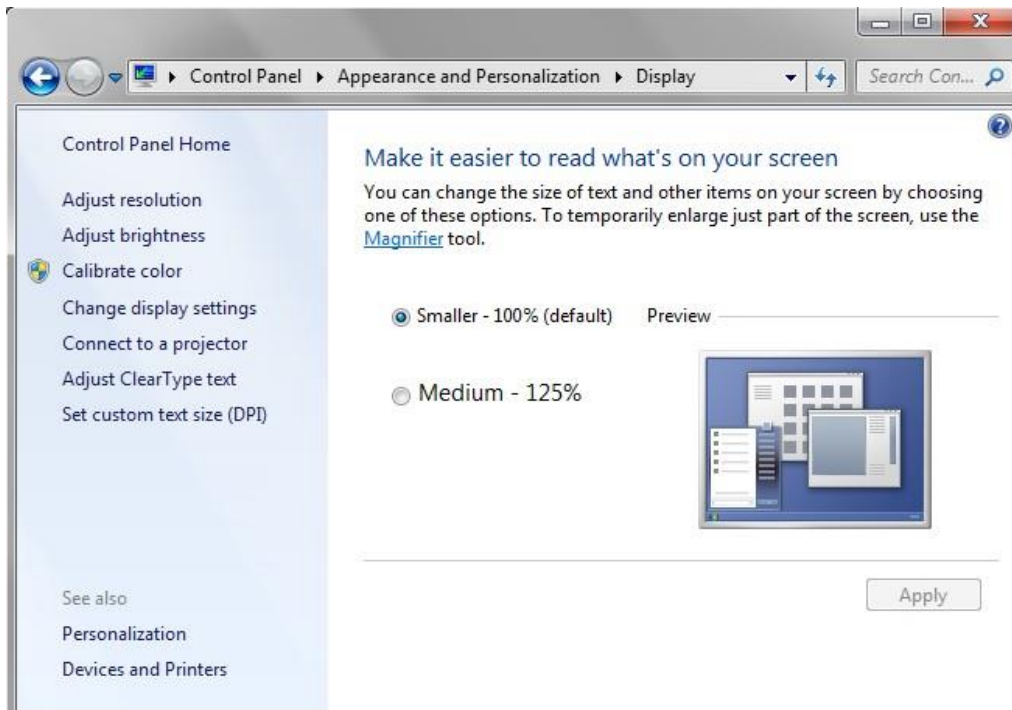 Control Panel ▸ Appearance and Personalization ▸ Display
Search Con...
Control Panel Home
Adjust resolution
Adjust brightness
Calibrate color
Change display settings
Connect to a projector
Adjust ClearType text
Set custom text size (DPI)
See also
Personalization
Devices and Printers
Make it easier to read what's on your screen
You can change the size of text and other items on your screen by choosing
one of these options. To temporarily enlarge just part of the screen, use the
Magnifier tool.
Smaller - 100% (default)
Preview
Medium - 125%
Apply